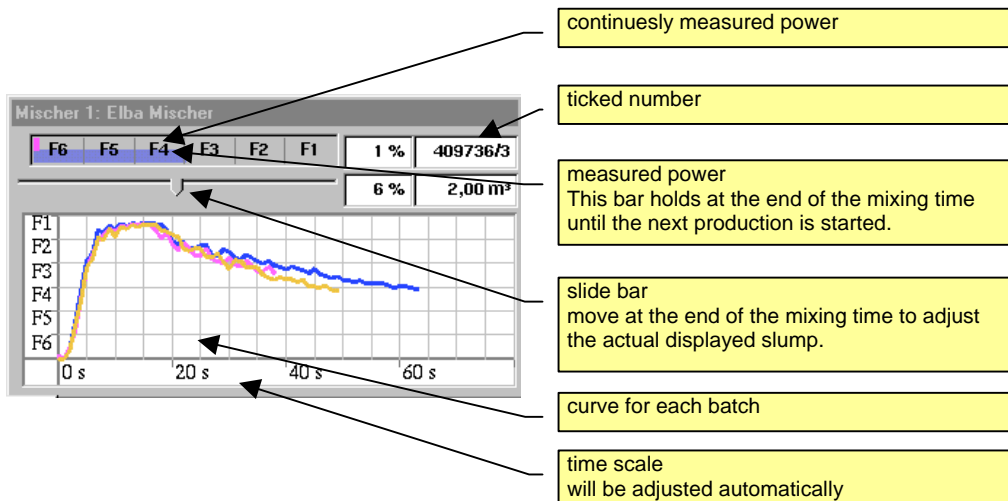 continuesly measured power
ticked number
measured power
This bar holds at the end of the mixing time
until the next production is started.
slide bar
move at the end of the mixing time to adjust
the actual displayed slump.
curve for each batch
time scale
will be adjusted automatically
Mischer 1: Elba Mischer
F6 F5 F4 F3 F2 F1
1 % 409736/3
6 % 2,00 m³
F1
F2
F3
F4
F5
F6
0 s 20 s 40 s 60 s